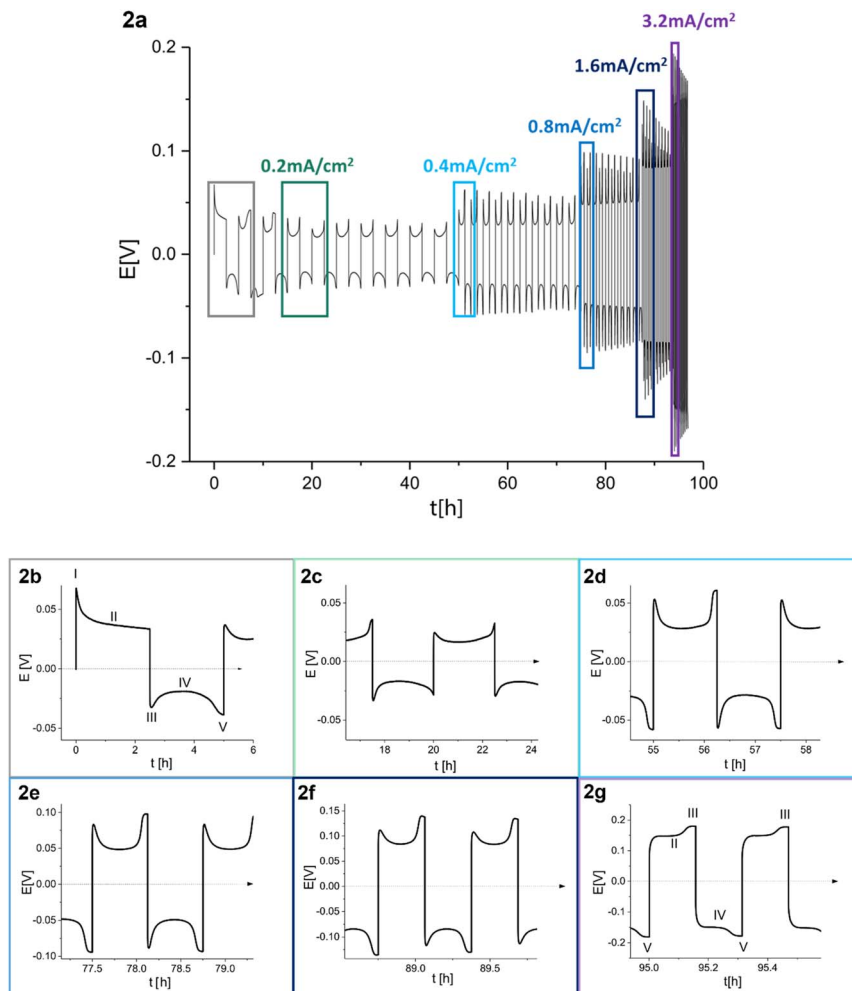 2a
3.2mA/cm²
1.6mA/cm²
0.8mA/cm²
0.2mA/cm²
0.4mA/cm²
0.2
0.1
0.0
-0.1
-0.2
E[V]
0 20 40 60 80 100
t[h]
2b
I
II
III
IV
V
0.05
0.00
-0.05
E [V]
0 2 4 6
t [h]
2c
0.05
0.00
-0.05
E [V]
18 20 22 24
t [h]
2d
0.05
0.00
-0.05
E [V]
55 56 57 58
t [h]
2e
0.10
0.05
0.00
-0.05
-0.10
E[V]
77.5 78.0 78.5 79.0
t [h]
2f
0.15
0.10
0.05
0.00
-0.05
-0.10
E[V]
89.0 89.5
t [h]
2g
III
III
II
IV
V
V
0.2
0.1
0.0
-0.1
-0.2
E[V]
95.0 95.2 95.4
t[h]